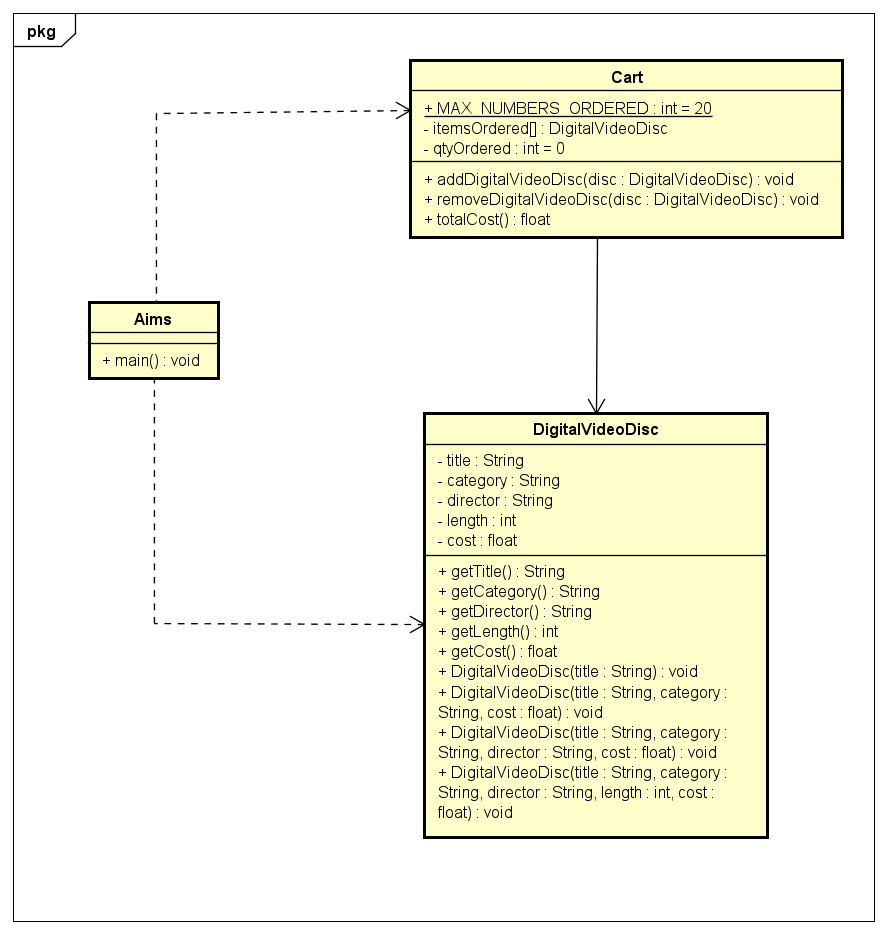 pkg
Cart
+ MAX_NUMBERS_ORDERED : int = 20
- itemsOrdered[] : DigitalVideoDisc
- qtyOrdered : int = 0
+ addDigitalVideoDisc(disc : DigitalVideoDisc) : void
+ removeDigitalVideoDisc(disc : DigitalVideoDisc) : void
+ totalCost() : float
Aims
+ main() : void
DigitalVideoDisc
- title : String
- category : String
- director : String
- length : int
- cost : float
+ getTitle() : String
+ getCategory() : String
+ getDirector() : String
+ getLength() : int
+ getCost() : float
+ DigitalVideoDisc(title : String) : void
+ DigitalVideoDisc(title : String, category :
String, cost : float) : void
+ DigitalVideoDisc(title : String, category :
String, director : String, cost : float) : void
+ DigitalVideoDisc(title : String, category :
String, director : String, length : int, cost :
float) : void